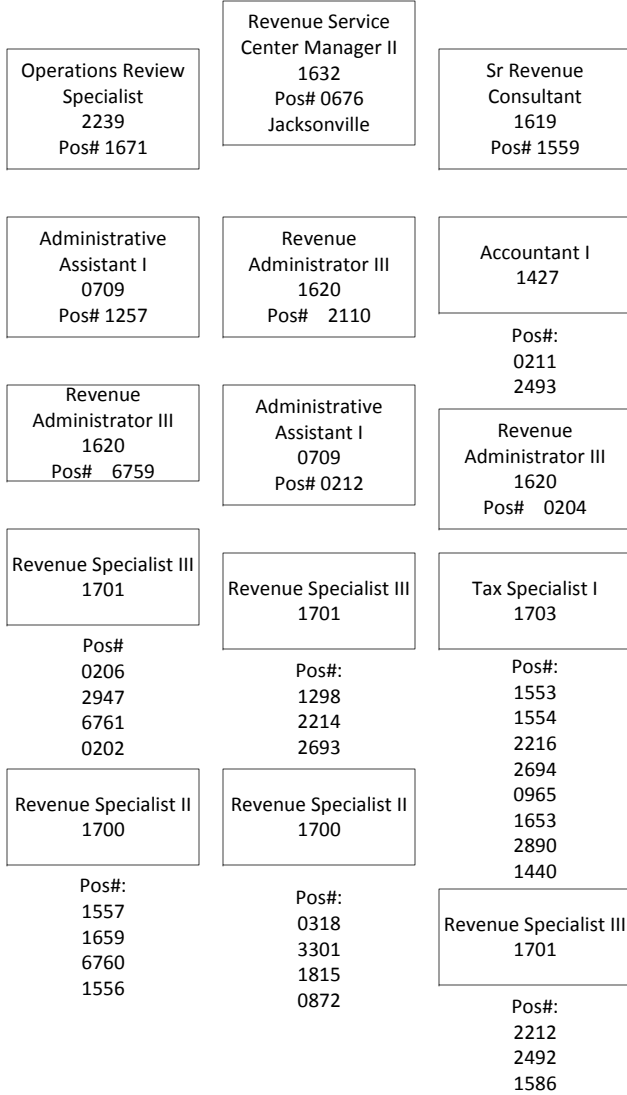 Revenue Service
Center Manager II
1632
Pos# 0676
Jacksonville
Operations Review
Specialist
2239
Pos# 1671
Sr Revenue
Consultant
1619
Pos# 1559
Administrative
Assistant I
0709
Pos# 1257
Revenue
Administrator III
1620
Pos# 2110
Accountant I
1427
Pos#:
0211
2493
Revenue
Administrator III
1620
Pos# 6759
Administrative
Assistant I
0709
Pos# 0212
Revenue
Administrator III
1620
Pos# 0204
Revenue Specialist III
1701
Pos#
0206
2947
6761
0202
Revenue Specialist III
1701
Pos#:
1298
2214
2693
Tax Specialist I
1703
Pos#:
1553
1554
2216
2694
0965
1653
2890
1440
Revenue Specialist II
1700
Pos#:
1557
1659
6760
1556
Revenue Specialist II
1700
Pos#:
0318
3301
1815
0872
Revenue Specialist III
1701
Pos#:
2212
2492
1586